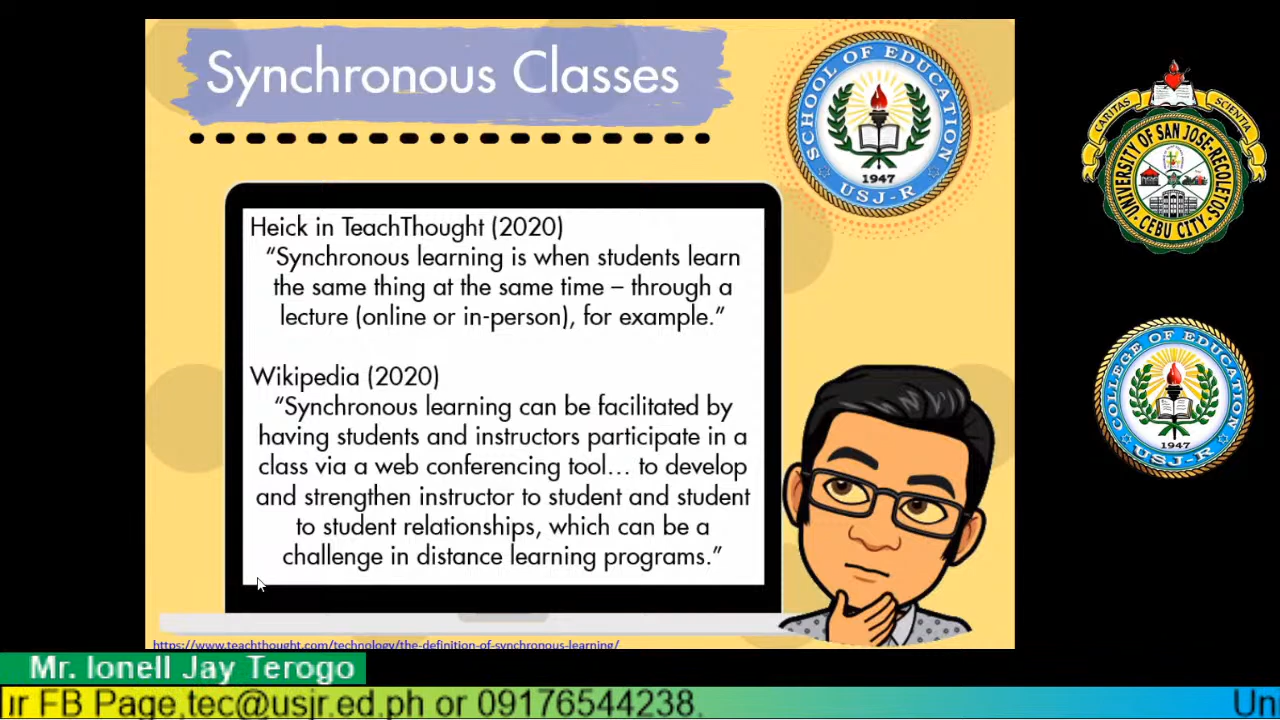 Synchronous Classes
SCHOOL OF EDUCATION
1947
USJ-R
CARITAS
SCIENTIA
UNIVERSITY OF SAN JOSE-RECOLETOS
CEBU CITY
Heick in TeachThought (2020)
“Synchronous learning is when students learn
the same thing at the same time – through a
lecture (online or in-person), for example.”
Wikipedia (2020)
“Synchronous learning can be facilitated by
having students and instructors participate in a
class via a web conferencing tool... to develop
and strengthen instructor to student and student
to student relationships, which can be a
challenge in distance learning programs.”
COLLEGE OF EDUCATION
1947
USJ-R
https://www.teachthought.com/technology/the-definition-of-synchronous-learning/
Mr. Ionell Jay Terogo
ır FB Page,tec@usjr.ed.ph or 09176544238.
Un